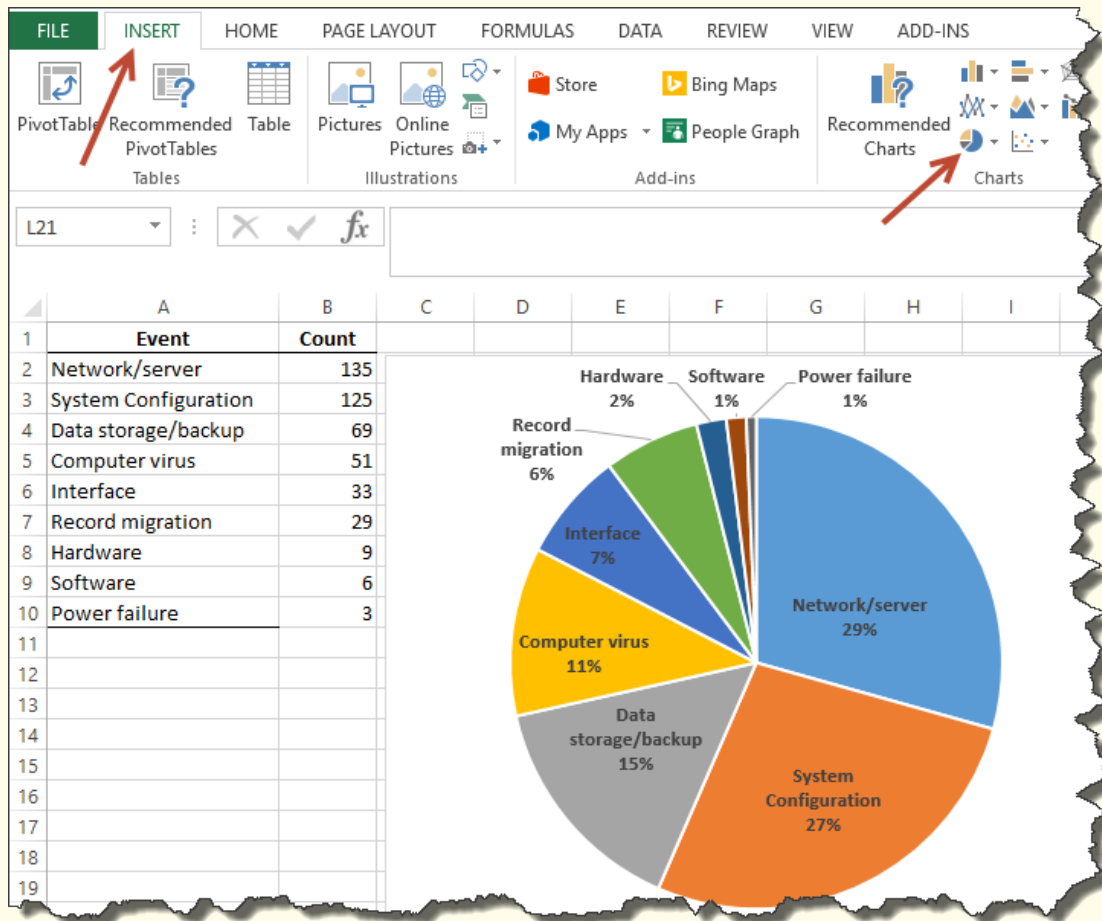 FILE INSERT HOME PAGE LAYOUT FORMULAS DATA REVIEW VIEW ADD-INS
PivotTable
Recommended
PivotTables
Table
Tables
Pictures
Online
Pictures
Illustrations
Store
My Apps
Bing Maps
People Graph
Add-ins
Recommended
Charts
Charts
L21
fx
A B C D E F G H I
1 Event Count
2 Network/server 135
3 System Configuration 125
4 Data storage/backup 69
5 Computer virus 51
6 Interface 33
7 Record migration 29
8 Hardware 9
9 Software 6
10 Power failure 3
11
12
13
14
15
16
17
18
19
Hardware
2%
Software
1%
Power failure
1%
Record
migration
6%
Interface
7%
Network/server
29%
Computer virus
11%
Data
storage/backup
15%
System
Configuration
27%